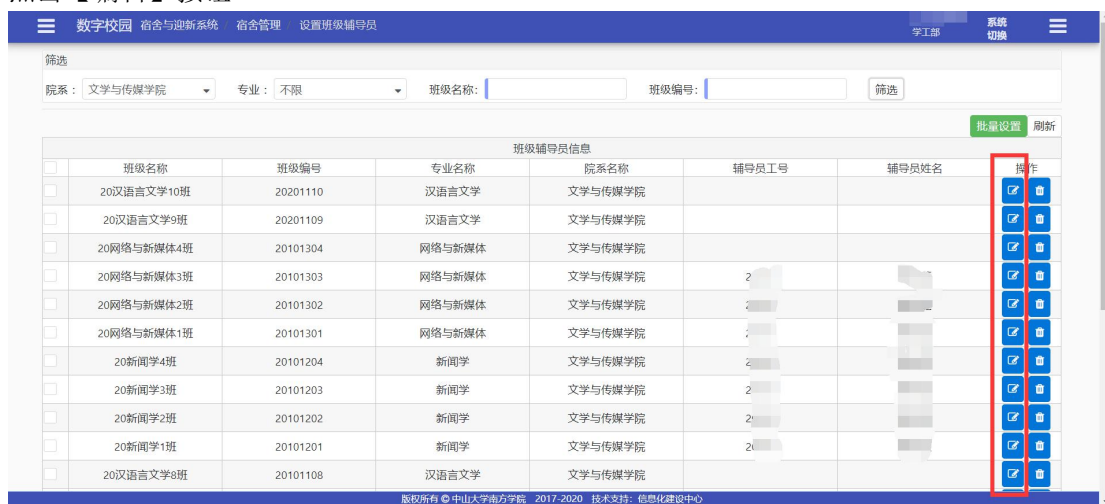 数字校园 宿舍与迎新系统 / 宿舍管理 / 设置班级辅导员
学工部
系统
切换
筛选
院系： 文学与传媒学院 专业： 不限 班级名称: 班级编号: 筛选
批量设置 刷新
班级辅导员信息
班级名称 班级编号 专业名称 院系名称 辅导员工号 辅导员姓名 操作
20汉语言文学10班 20201110 汉语言文学 文学与传媒学院
20汉语言文学9班 20201109 汉语言文学 文学与传媒学院
20网络与新媒体4班 20101304 网络与新媒体 文学与传媒学院
20网络与新媒体3班 20101303 网络与新媒体 文学与传媒学院
20网络与新媒体2班 20101302 网络与新媒体 文学与传媒学院
20网络与新媒体1班 20101301 网络与新媒体 文学与传媒学院
20新闻学4班 20101204 新闻学 文学与传媒学院
20新闻学3班 20101203 新闻学 文学与传媒学院
20新闻学2班 20101202 新闻学 文学与传媒学院
20新闻学1班 20101201 新闻学 文学与传媒学院
20汉语言文学8班 20101108 汉语言文学 文学与传媒学院
版权所有 © 中山大学南方学院 2017-2020 技术支持：信息化建设中心